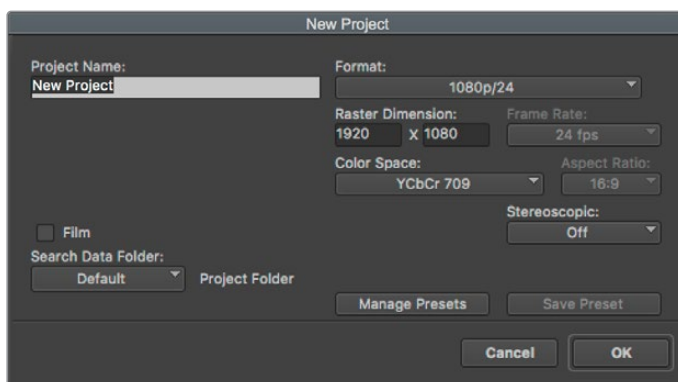 New Project
Project Name:
New Project
Format:
1080p/24
Raster Dimension:
1920 x 1080
Frame Rate:
24 fps
Color Space:
YCbCr 709
Aspect Ratio:
16:9
Stereoscopic:
Off
Film
Search Data Folder:
Default
Project Folder
Manage Presets
Save Preset
Cancel
OK